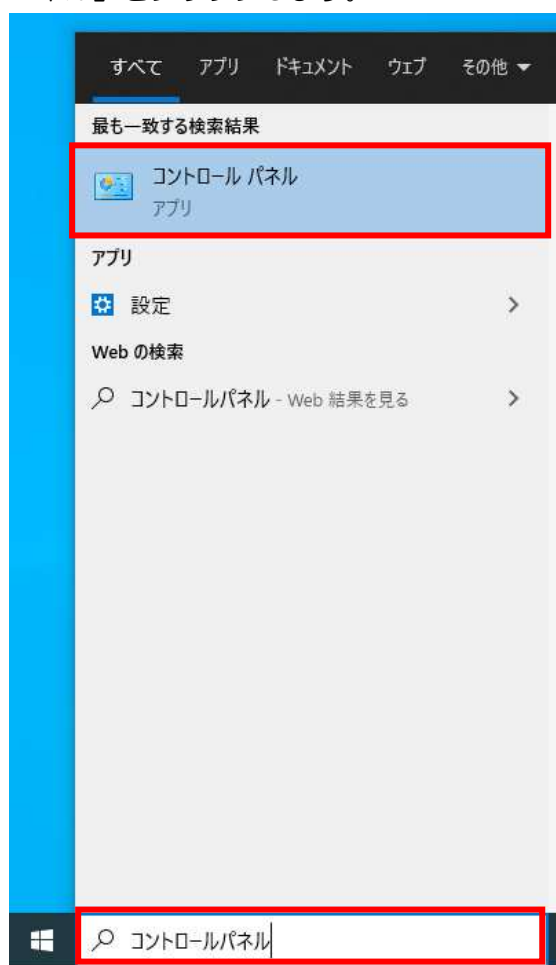 すべて アプリ ドキュメント ウェブ その他
最も一致する検索結果
コントロール パネル
アプリ
アプリ
設定
Web の検索
コントロールパネル - Web 結果を見る
コントロールパネル